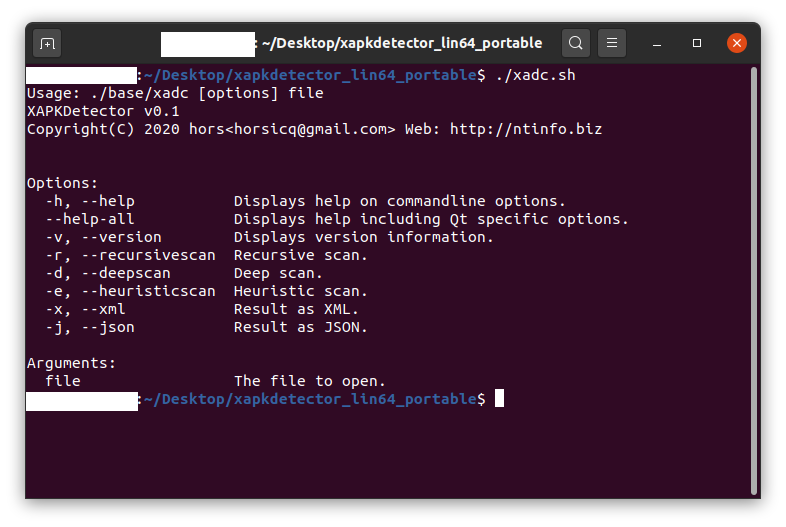 : ~/Desktop/xapkdetector_lin64_portable
:~/Desktop/xapkdetector_lin64_portable$ ./xadc.sh
Usage: ./base/xadc [options] file
XAPKDetector v0.1
Copyright(C) 2020 hors<horsicq@gmail.com> Web: http://ntinfo.biz
Options:
-h, --help Displays help on commandline options.
--help-all Displays help including Qt specific options.
-v, --version Displays version information.
-r, --recursivescan Recursive scan.
-d, --deepscan Deep scan.
-e, --heuristicscan Heuristic scan.
-x, --xml Result as XML.
-j, --json Result as JSON.
Arguments:
file The file to open.
:~/Desktop/xapkdetector_lin64_portable$